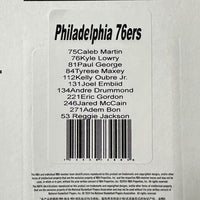 Philadelphia 76ers
75Caleb Martin
76Kyle Lowry
81Paul George
84Tyrese Maxey
112Kelly Oubre Jr.
131Joel Embiid
134Andre Drummond
221Eric Gordon
246Jared McCain
271Adem Bon
53 Reggie Jackson